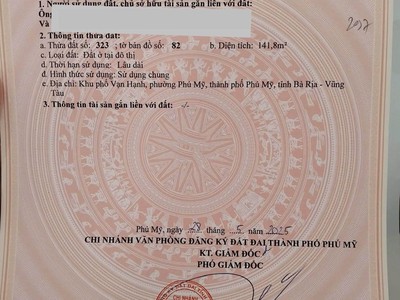 1. Người sử dụng đất, chủ sở hữu tài sản gắn liền với đất:
Ông
Và
2. Thông tin thửa đất:
a. Thửa đất số: 323 ; tờ bản đồ số: 82 b. Diện tích: 141,8m²
c. Loại đất: Đất ở tại đô thị
d. Thời hạn sử dụng: Lâu dài
đ. Hình thức sử dụng: Sử dụng chung
e. Địa chỉ: Khu phố Vạn Hạnh, phường Phú Mỹ, thành phố Phú Mỹ, tỉnh Bà Rịa - Vũng
Tàu
3. Thông tin tài sản gắn liền với đất: -/-
Phú Mỹ, ngày 28 tháng 5 năm 2025
CHI NHÁNH VĂN PHÒNG ĐĂNG KÝ ĐẤT ĐAI THÀNH PHỐ PHÚ MỸ
KT. GIÁM ĐỐC
PHÓ GIÁM ĐỐC
CHI NHÁNH